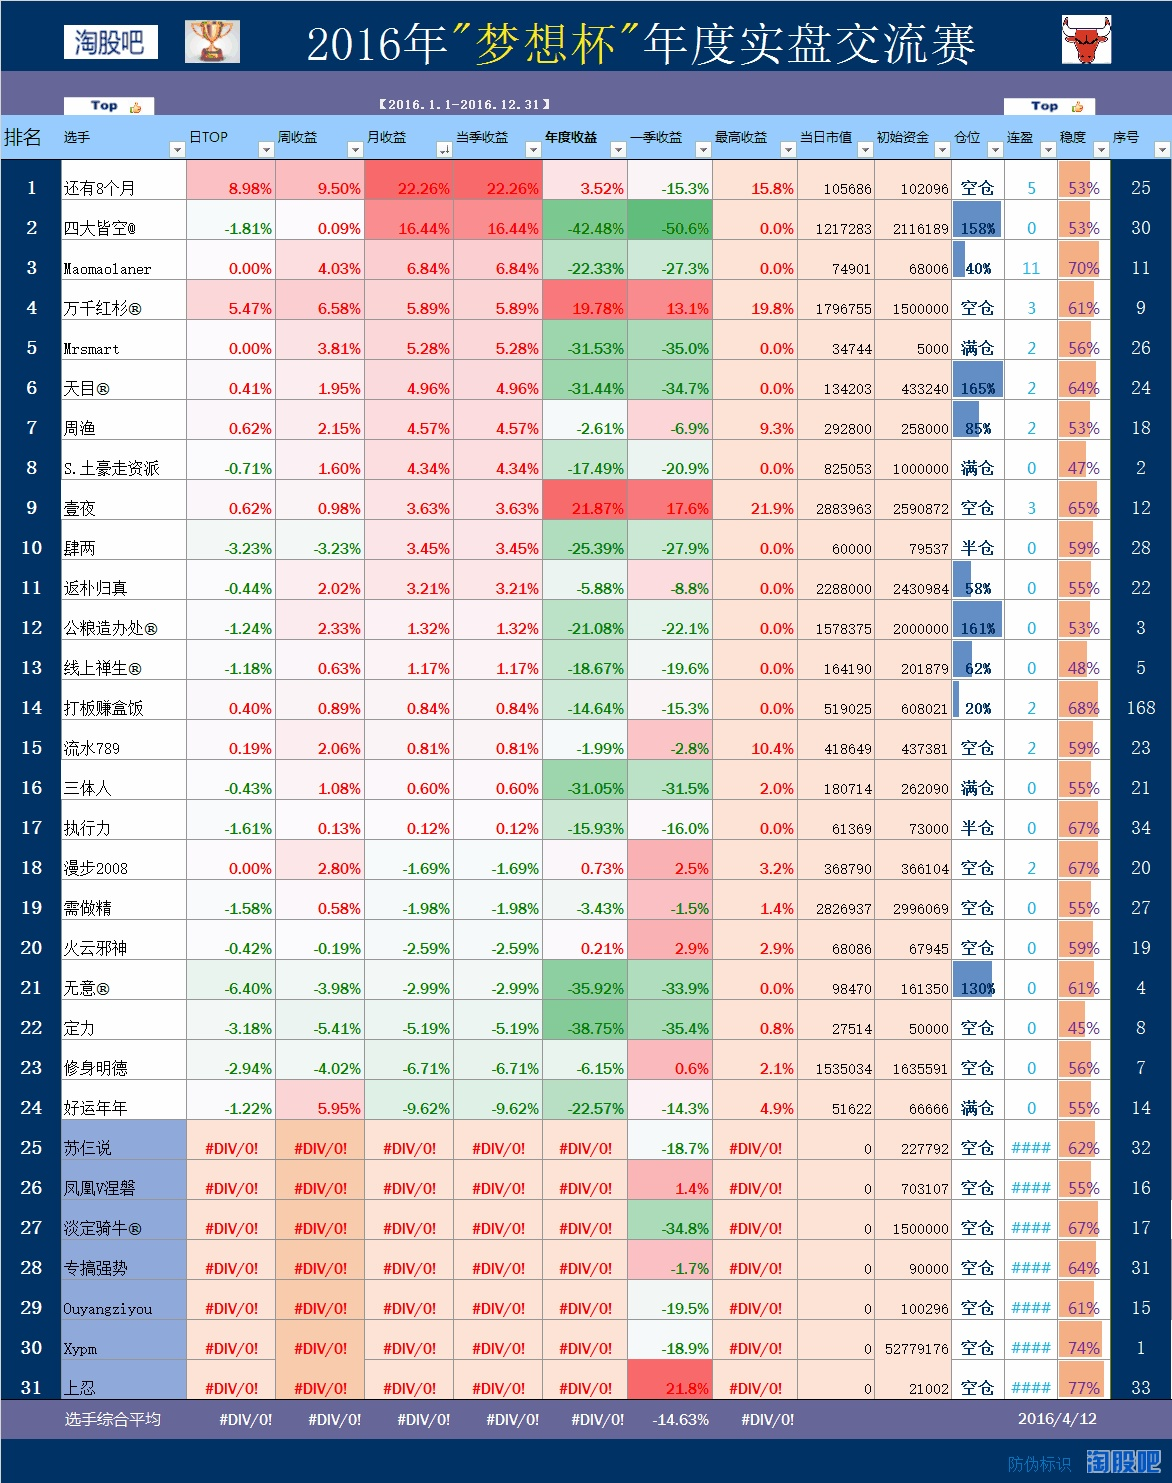 淘股吧 2016年"梦想杯"年度实盘交流赛
Top 【2016.1.1-2016.12.31】 Top
排名 选手 日TOP 周收益 月收益 当季收益 年度收益 一季收益 最高收益 当日市值 初始资金 仓位 连盈 稳度 序号
1 还有8个月 8.98% 9.50% 22.26% 22.26% 3.52% -15.3% 15.8% 105686 102096 空仓 5 53% 25
2 四大皆空@ -1.81% 0.09% 16.44% 16.44% -42.48% -50.6% 0.0% 1217283 2116189 158% 0 53% 30
3 Maomaolaner 0.00% 4.03% 6.84% 6.84% -22.33% -27.3% 0.0% 74901 68006 40% 11 70% 11
4 万千红杉® 5.47% 6.58% 5.89% 5.89% 19.78% 13.1% 19.8% 1796755 1500000 空仓 3 61% 9
5 Mrsmart 0.00% 3.81% 5.28% 5.28% -31.53% -35.0% 0.0% 34744 5000 满仓 2 56% 26
6 天目® 0.41% 1.95% 4.96% 4.96% -31.44% -34.7% 0.0% 134203 433240 165% 2 64% 24
7 周渔 0.62% 2.15% 4.57% 4.57% -2.61% -6.9% 9.3% 292800 258000 85% 2 53% 18
8 S.土豪走资派 -0.71% 1.60% 4.34% 4.34% -17.49% -20.9% 0.0% 825053 1000000 满仓 0 47% 2
9 壹夜 0.62% 0.98% 3.63% 3.63% 21.87% 17.6% 21.9% 2883963 2590872 空仓 3 65% 12
10 肆两 -3.23% -3.23% 3.45% 3.45% -25.39% -27.9% 0.0% 60000 79537 半仓 0 59% 28
11 返朴归真 -0.44% 2.02% 3.21% 3.21% -5.88% -8.8% 0.0% 2288000 2430984 58% 0 55% 22
12 公粮造办处® -1.24% 2.33% 1.32% 1.32% -21.08% -22.1% 0.0% 1578375 2000000 161% 0 53% 3
13 线上禅生® -1.18% 0.63% 1.17% 1.17% -18.67% -19.6% 0.0% 164190 201879 62% 0 48% 5
14 打板赚盒饭 0.40% 0.89% 0.84% 0.84% -14.64% -15.3% 0.0% 519025 608021 20% 2 68% 168
15 流水789 0.19% 2.06% 0.81% 0.81% -1.99% -2.8% 10.4% 418649 437381 空仓 2 59% 23
16 三体人 -0.43% 1.08% 0.60% 0.60% -31.05% -31.5% 2.0% 180714 262090 满仓 0 55% 21
17 执行力 -1.61% 0.13% 0.12% 0.12% -15.93% -16.0% 0.0% 61369 73000 半仓 0 67% 34
18 漫步2008 0.00% 2.80% -1.69% -1.69% 0.73% 2.5% 3.2% 368790 366104 空仓 2 67% 20
19 需做精 -1.58% 0.58% -1.98% -1.98% -3.43% -1.5% 1.4% 2826937 2996069 空仓 0 55% 27
20 火云邪神 -0.42% -0.19% -2.59% -2.59% 0.21% 2.9% 2.9% 68086 67945 空仓 0 59% 19
21 无意® -6.40% -3.98% -2.99% -2.99% -35.92% -33.9% 0.0% 98470 161350 130% 0 61% 4
22 定力 -3.18% -5.41% -5.19% -5.19% -38.75% -35.4% 0.8% 27514 50000 空仓 0 45% 8
23 修身明德 -2.94% -4.02% -6.71% -6.71% -6.15% 0.6% 2.1% 1535034 1635591 空仓 0 56% 7
24 好运年年 -1.22% 5.95% -9.62% -9.62% -22.57% -14.3% 4.9% 51622 66666 满仓 0 55% 14
25 苏仨说 #DIV/0! #DIV/0! #DIV/0! #DIV/0! #DIV/0! -18.7% #DIV/0! 0 227792 空仓 #### 62% 32
26 凤凰V涅磐 #DIV/0! #DIV/0! #DIV/0! #DIV/0! #DIV/0! 1.4% #DIV/0! 0 703107 空仓 #### 55% 16
27 淡定骑牛® #DIV/0! #DIV/0! #DIV/0! #DIV/0! #DIV/0! -34.8% #DIV/0! 0 1500000 空仓 #### 67% 17
28 专搞强势 #DIV/0! #DIV/0! #DIV/0! #DIV/0! #DIV/0! -1.7% #DIV/0! 0 90000 空仓 #### 64% 31
29 Ouyangziyou #DIV/0! #DIV/0! #DIV/0! #DIV/0! #DIV/0! -19.5% #DIV/0! 0 100296 空仓 #### 61% 15
30 Xypm #DIV/0! #DIV/0! #DIV/0! #DIV/0! #DIV/0! -18.9% #DIV/0! 0 52779176 空仓 #### 74% 1
31 上忍 #DIV/0! #DIV/0! #DIV/0! #DIV/0! #DIV/0! 21.8% #DIV/0! 0 21002 空仓 #### 77% 33
选手综合平均 #DIV/0! #DIV/0! #DIV/0! #DIV/0! #DIV/0! -14.63% #DIV/0! 2016/4/12
防伪标识 淘股吧